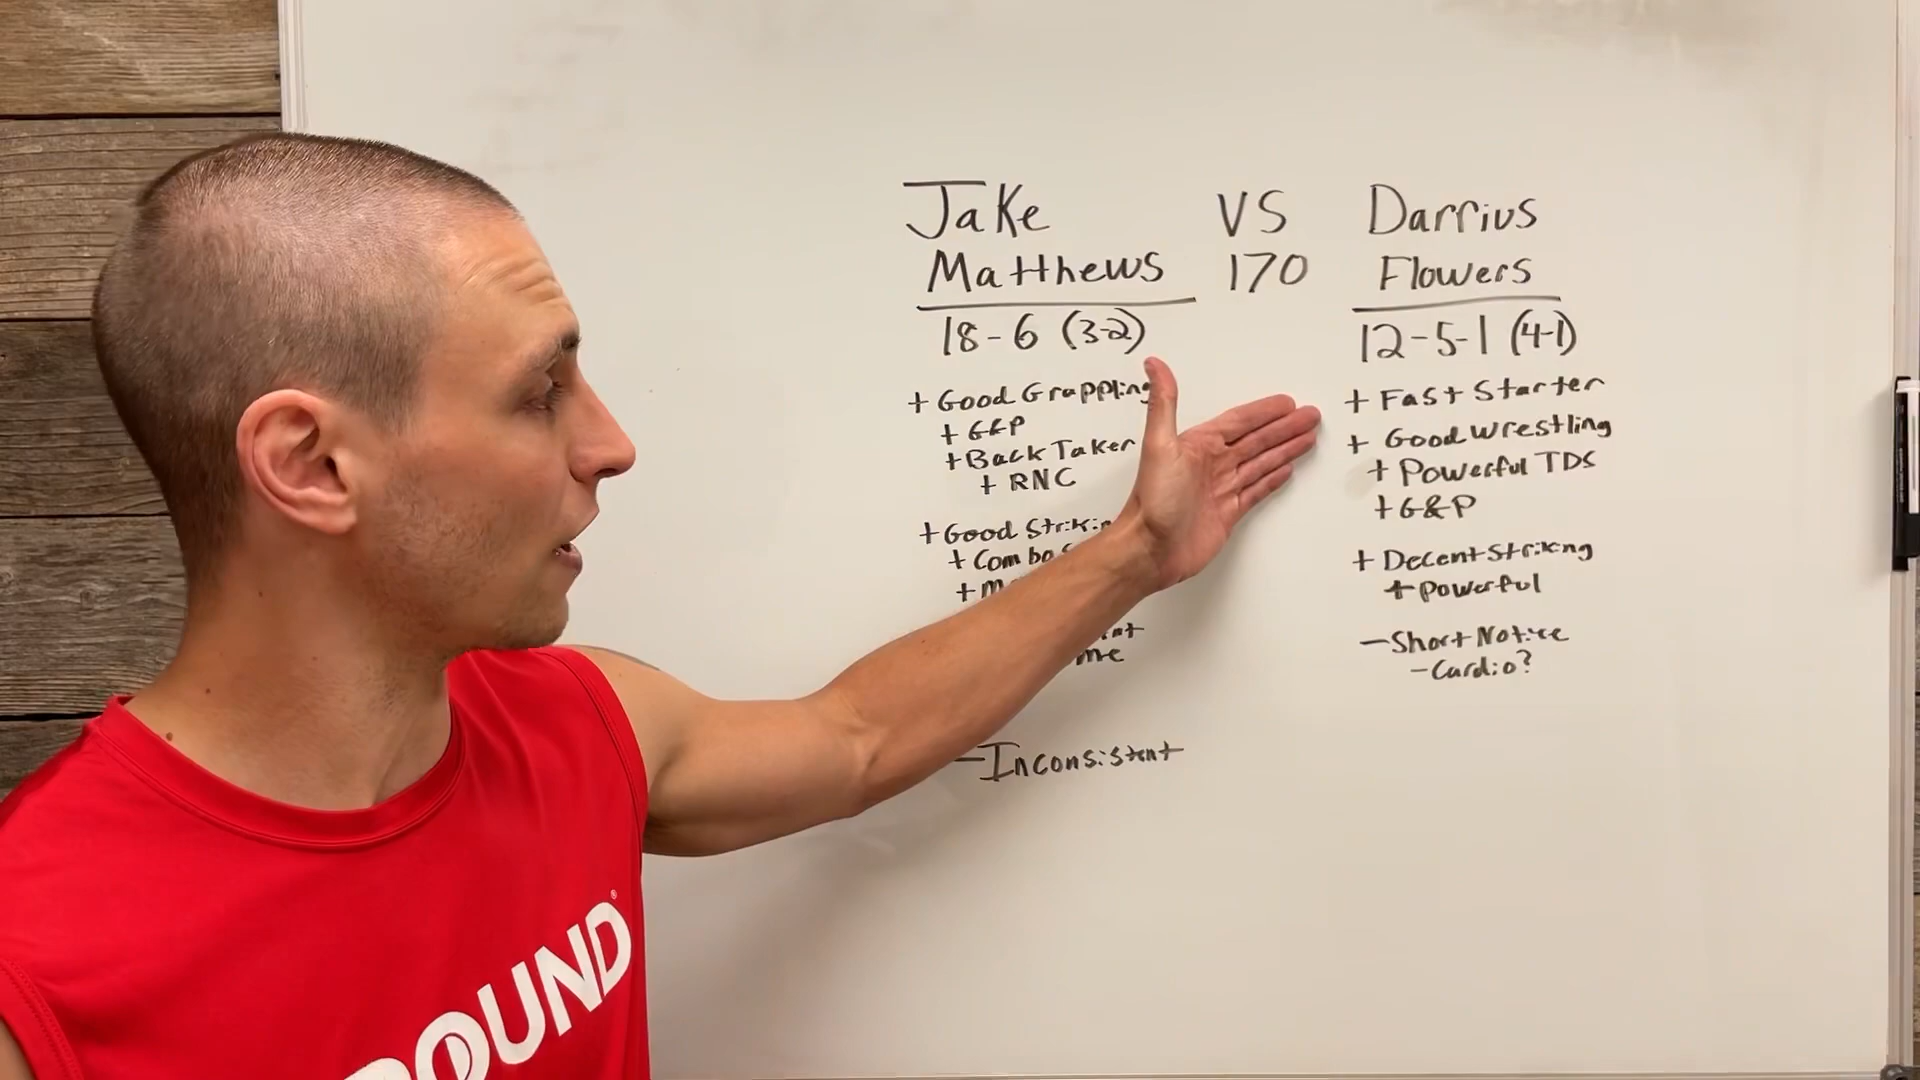 Jake VS Darrius
Matthews 170 Flowers
18-6 (3-2) 12-5-1 (4-1)
+ Good Grappling
+ G&P
+ Back Taker
+ RNC
+ Good
+ Combo
- Inconsistent
+ Fast Starter
+ Good Wrestling
+ Powerful TDS
+ G&P
+ Decent Striking
+ Powerful
- Short Notice
- Cardio?
OUND